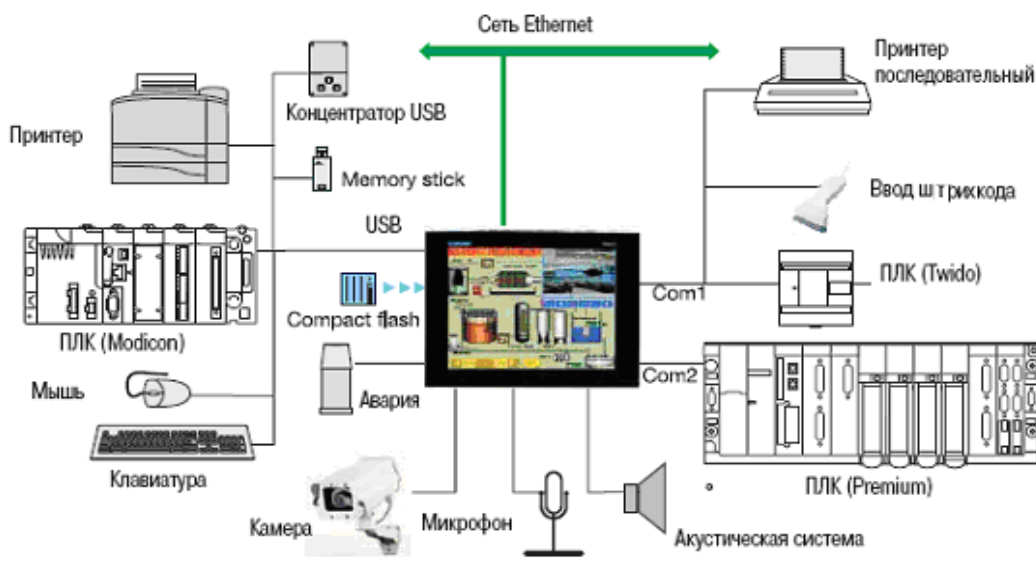 Сеть Ethernet
Принтер
последовательный
Концентратор USB
Принтер
Memory stick
Ввод штрихкода
USB
ПЛК (Twido)
Com1
Compact flash
ПЛК (Modicon)
Com2
Мышь
Авария
Клавиатура
ПЛК (Premium)
Камера
Микрофон
Акустическая система